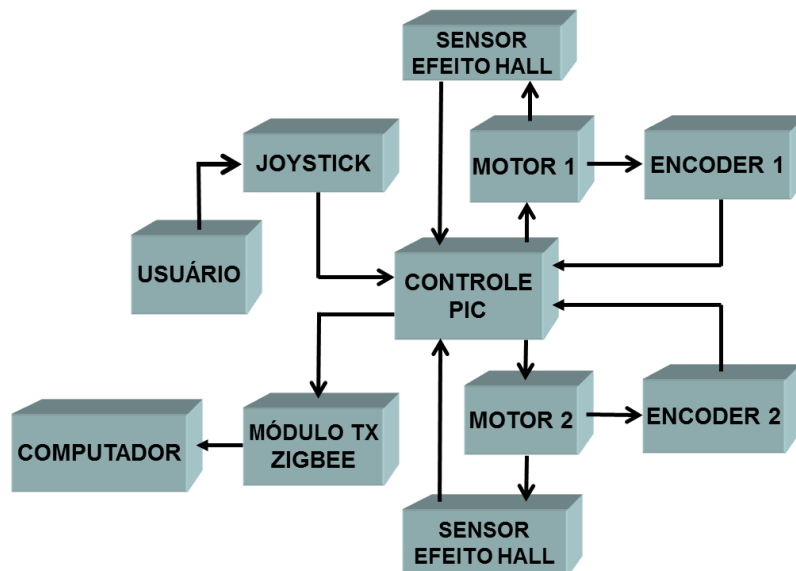 SENSOR
EFEITO HALL
JOYSTICK
MOTOR 1
ENCODER 1
USUÁRIO
CONTROLE
PIC
COMPUTADOR
MÓDULO TX
ZIGBEE
MOTOR 2
ENCODER 2
SENSOR
EFEITO HALL